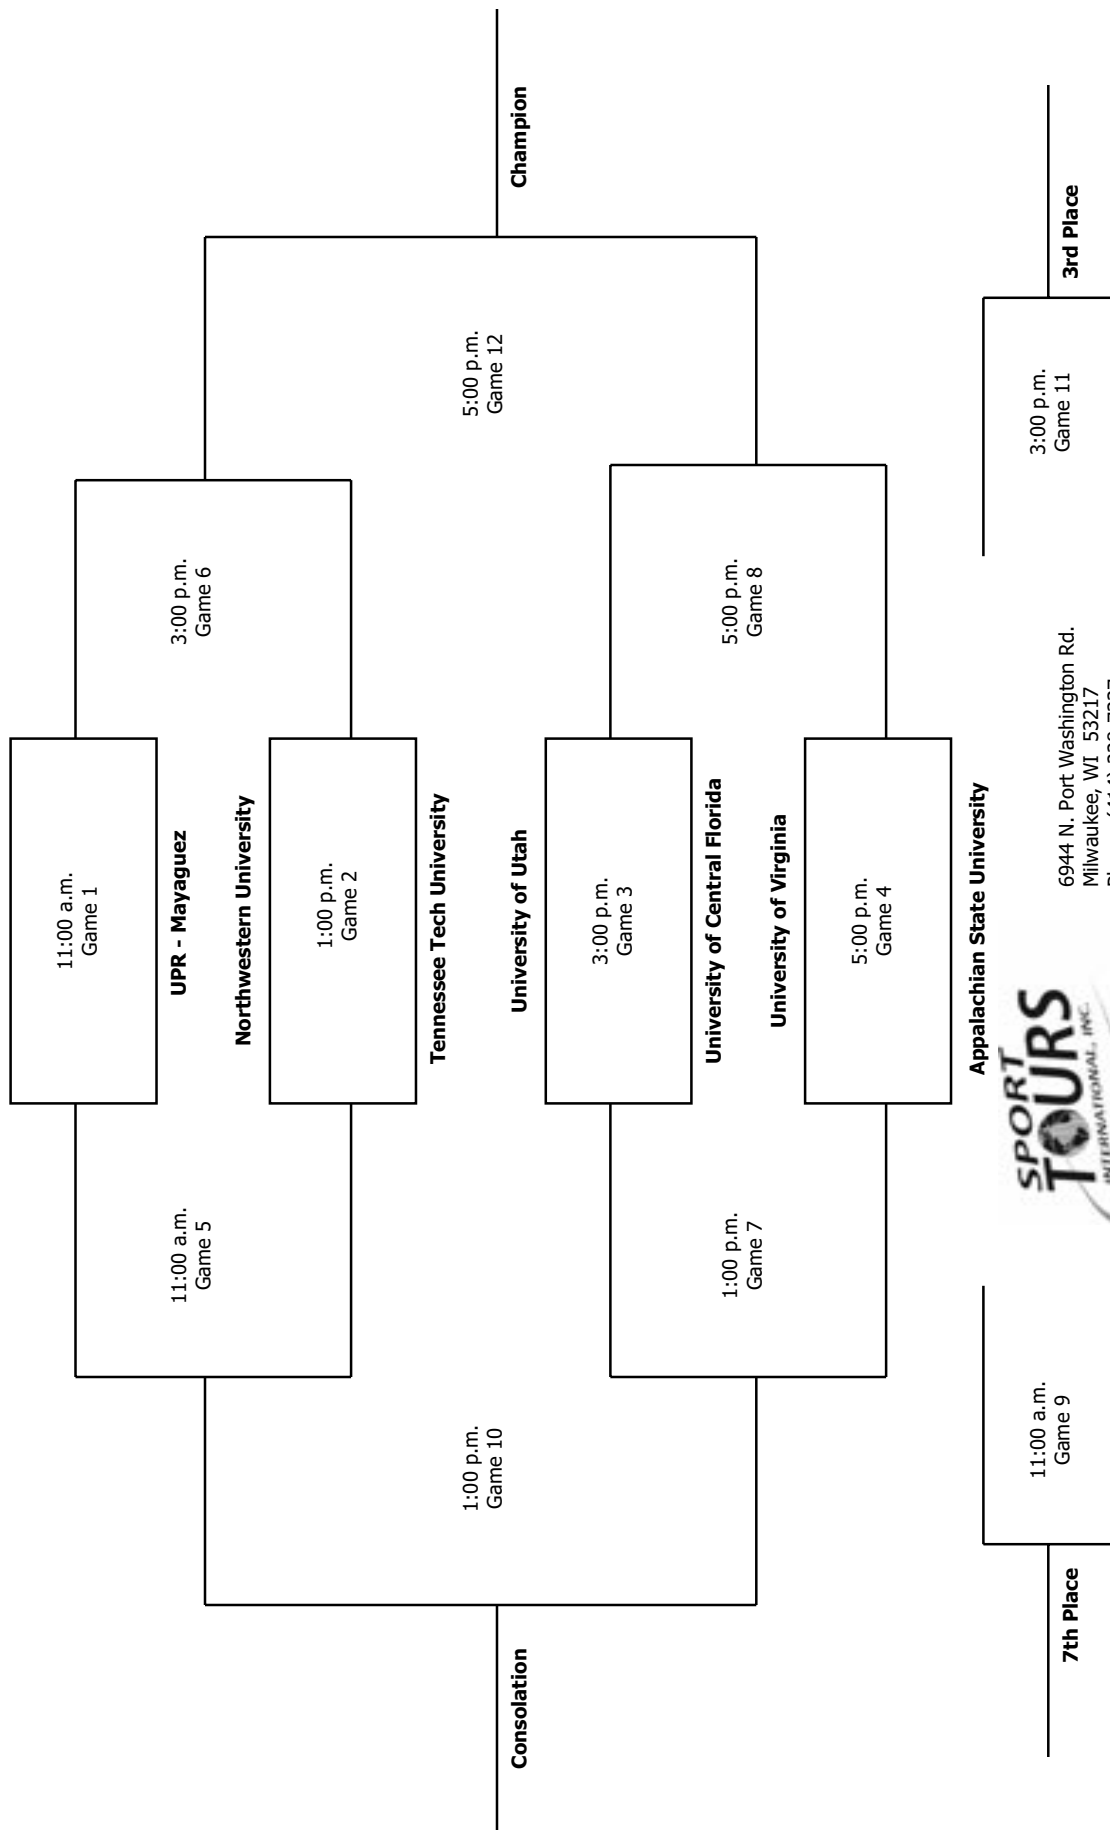 11:00 a.m.
Game 1
UPR - Mayaguez
Northwestern University
1:00 p.m.
Game 2
Tennessee Tech University
University of Utah
3:00 p.m.
Game 3
University of Central Florida
University of Virginia
5:00 p.m.
Game 4
Appalachian State University
11:00 a.m.
Game 5
3:00 p.m.
Game 6
1:00 p.m.
Game 7
5:00 p.m.
Game 8
1:00 p.m.
Game 10
5:00 p.m.
Game 12
Consolation
Champion
11:00 a.m.
Game 9
7th Place
3:00 p.m.
Game 11
3rd Place
SPORT
TOURS
INTERNATIONAL, INC.
6944 N. Port Washington Rd.
Milwaukee, WI 53217